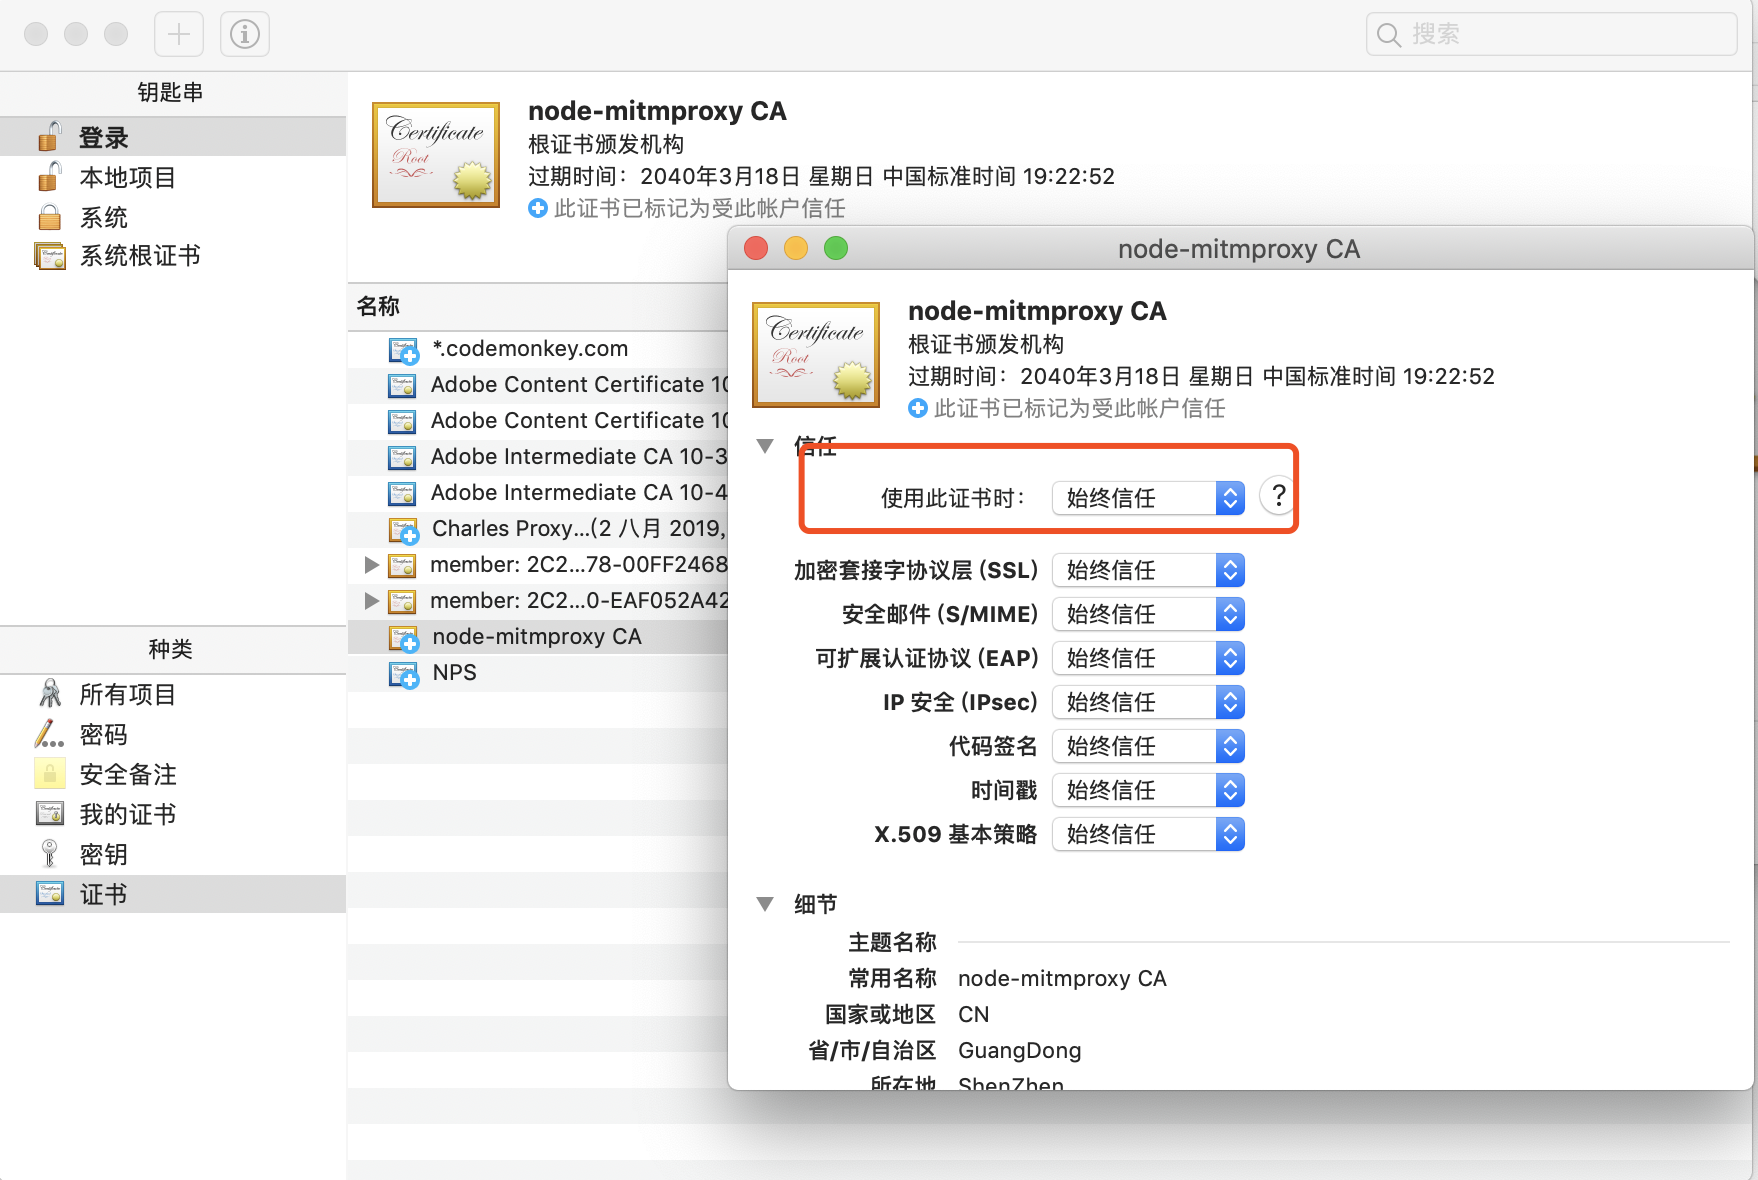 搜索
钥匙串
登录
本地项目
系统
系统根证书
种类
所有项目
密码
安全备注
我的证书
密钥
证书
Certificate
Root
node-mitmproxy CA
根证书颁发机构
过期时间：2040年3月18日 星期日 中国标准时间 19:22:52
此证书已标记为受此帐户信任
名称
*.codemonkey.com
Adobe Content Certificate 10
Adobe Content Certificate 10
Adobe Intermediate CA 10-3
Adobe Intermediate CA 10-4
Charles Proxy...(2 八月 2019,
member: 2C2...78-00FF2468
member: 2C2...0-EAF052A42
node-mitmproxy CA
NPS
node-mitmproxy CA
Certificate
Root
node-mitmproxy CA
根证书颁发机构
过期时间：2040年3月18日 星期日 中国标准时间 19:22:52
此证书已标记为受此帐户信任
信任
使用此证书时： 始终信任 ?
加密套接字协议层 (SSL) 始终信任
安全邮件 (S/MIME) 始终信任
可扩展认证协议 (EAP) 始终信任
IP 安全 (IPsec) 始终信任
代码签名 始终信任
时间戳 始终信任
X.509 基本策略 始终信任
细节
主题名称
常用名称 node-mitmproxy CA
国家或地区 CN
省/市/自治区 GuangDong
所在地 ShenZhen